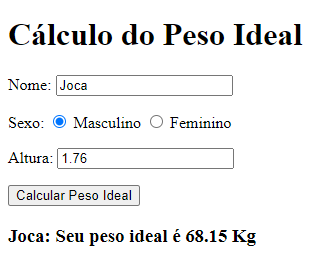 Cálculo do Peso Ideal
Nome: Joca
Sexo: Masculino Feminino
Altura: 1.76
Calcular Peso Ideal
Joca: Seu peso ideal é 68.15 Kg